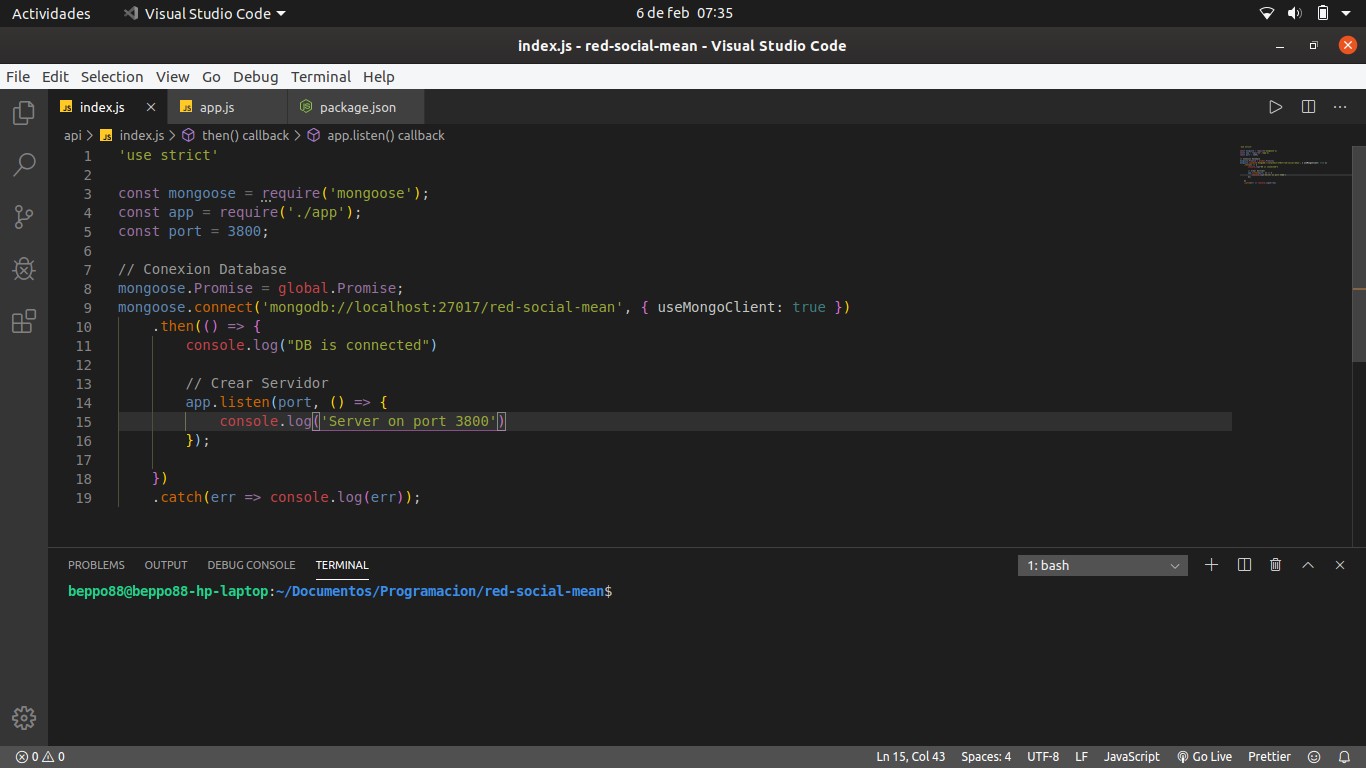 Actividades Visual Studio Code 6 de feb 07:35
index.js - red-social-mean - Visual Studio Code
File Edit Selection View Go Debug Terminal Help
JS index.js JS app.js JS package.json
api > JS index.js > then() callback > app.listen() callback
1 'use strict'
2
3 const mongoose = require('mongoose');
4 const app = require('./app');
5 const port = 3800;
6
7 // Conexion Database
8 mongoose.Promise = global.Promise;
9 mongoose.connect('mongodb://localhost:27017/red-social-mean', { useMongoClient: true })
10 .then(() => {
11 console.log("DB is connected")
12
13 // Crear Servidor
14 app.listen(port, () => {
15 console.log('Server on port 3800')
16 });
17
18 })
19 .catch(err => console.log(err));
PROBLEMS OUTPUT DEBUG CONSOLE TERMINAL 1: bash
beppo88@beppo88-hp-laptop:~/Documentos/Programacion/red-social-mean$
0 0 Ln 15, Col 43 Spaces: 4 UTF-8 LF JavaScript Go Live Prettier